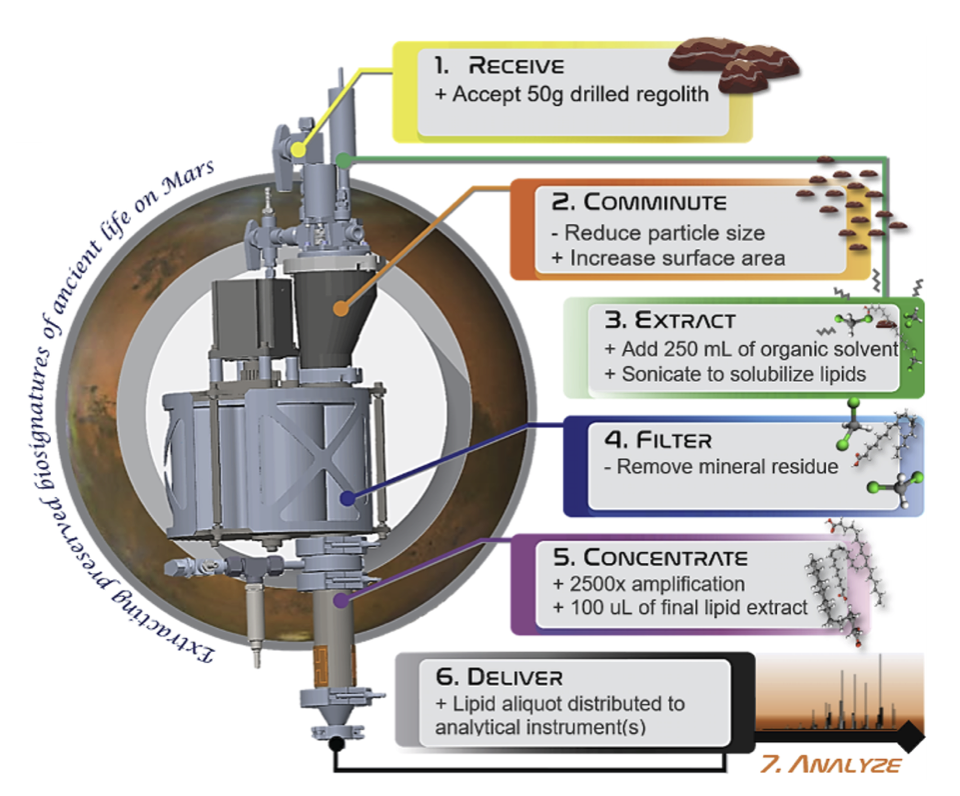 Extracting preserved biosignatures of ancient life on Mars
1. RECEIVE
+ Accept 50g drilled regolith
2. COMMINUTE
- Reduce particle size
+ Increase surface area
3. EXTRACT
+ Add 250 mL of organic solvent
+ Sonicate to solubilize lipids
4. FILTER
- Remove mineral residue
5. CONCENTRATE
+ 2500x amplification
+ 100 uL of final lipid extract
6. DELIVER
+ Lipid aliquot distributed to
analytical instrument(s)
7. ANALYZE